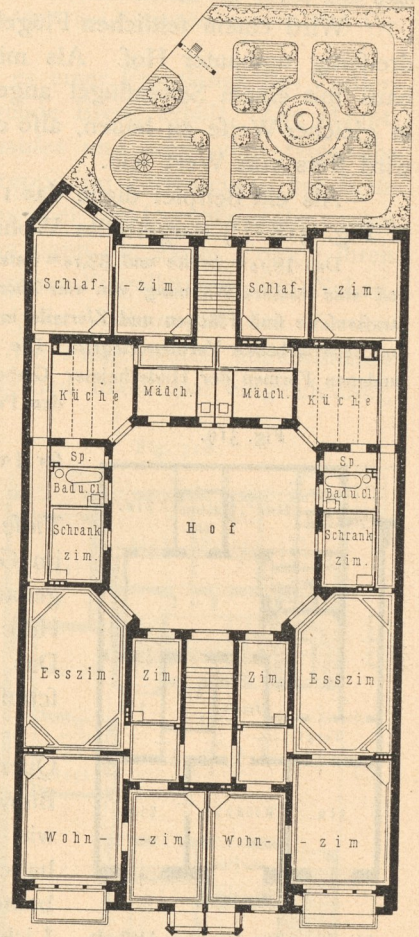 Schlaf- zim Schlaf- zim.
Küche Mädch. Mädch. Küche
Sp. Sp.
Bad u. Cl Bad u. Cl
Hof
Schrank Schrank
zim. zim.
Esszim. Zim. Zim. Esszim
Wohn- -zim Wohn- -zim